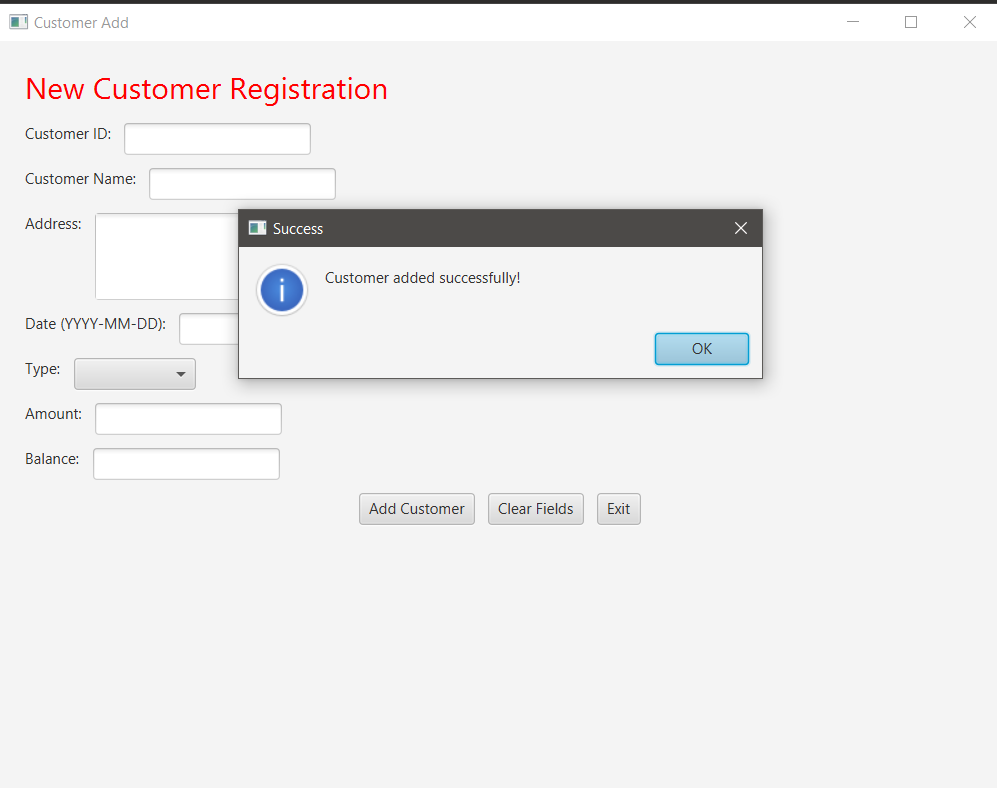 Customer Add
New Customer Registration
Customer ID:
Customer Name:
Address:
Success
Customer added successfully!
Date (YYYY-MM-DD):
OK
Type:
Amount:
Balance:
Add Customer Clear Fields Exit